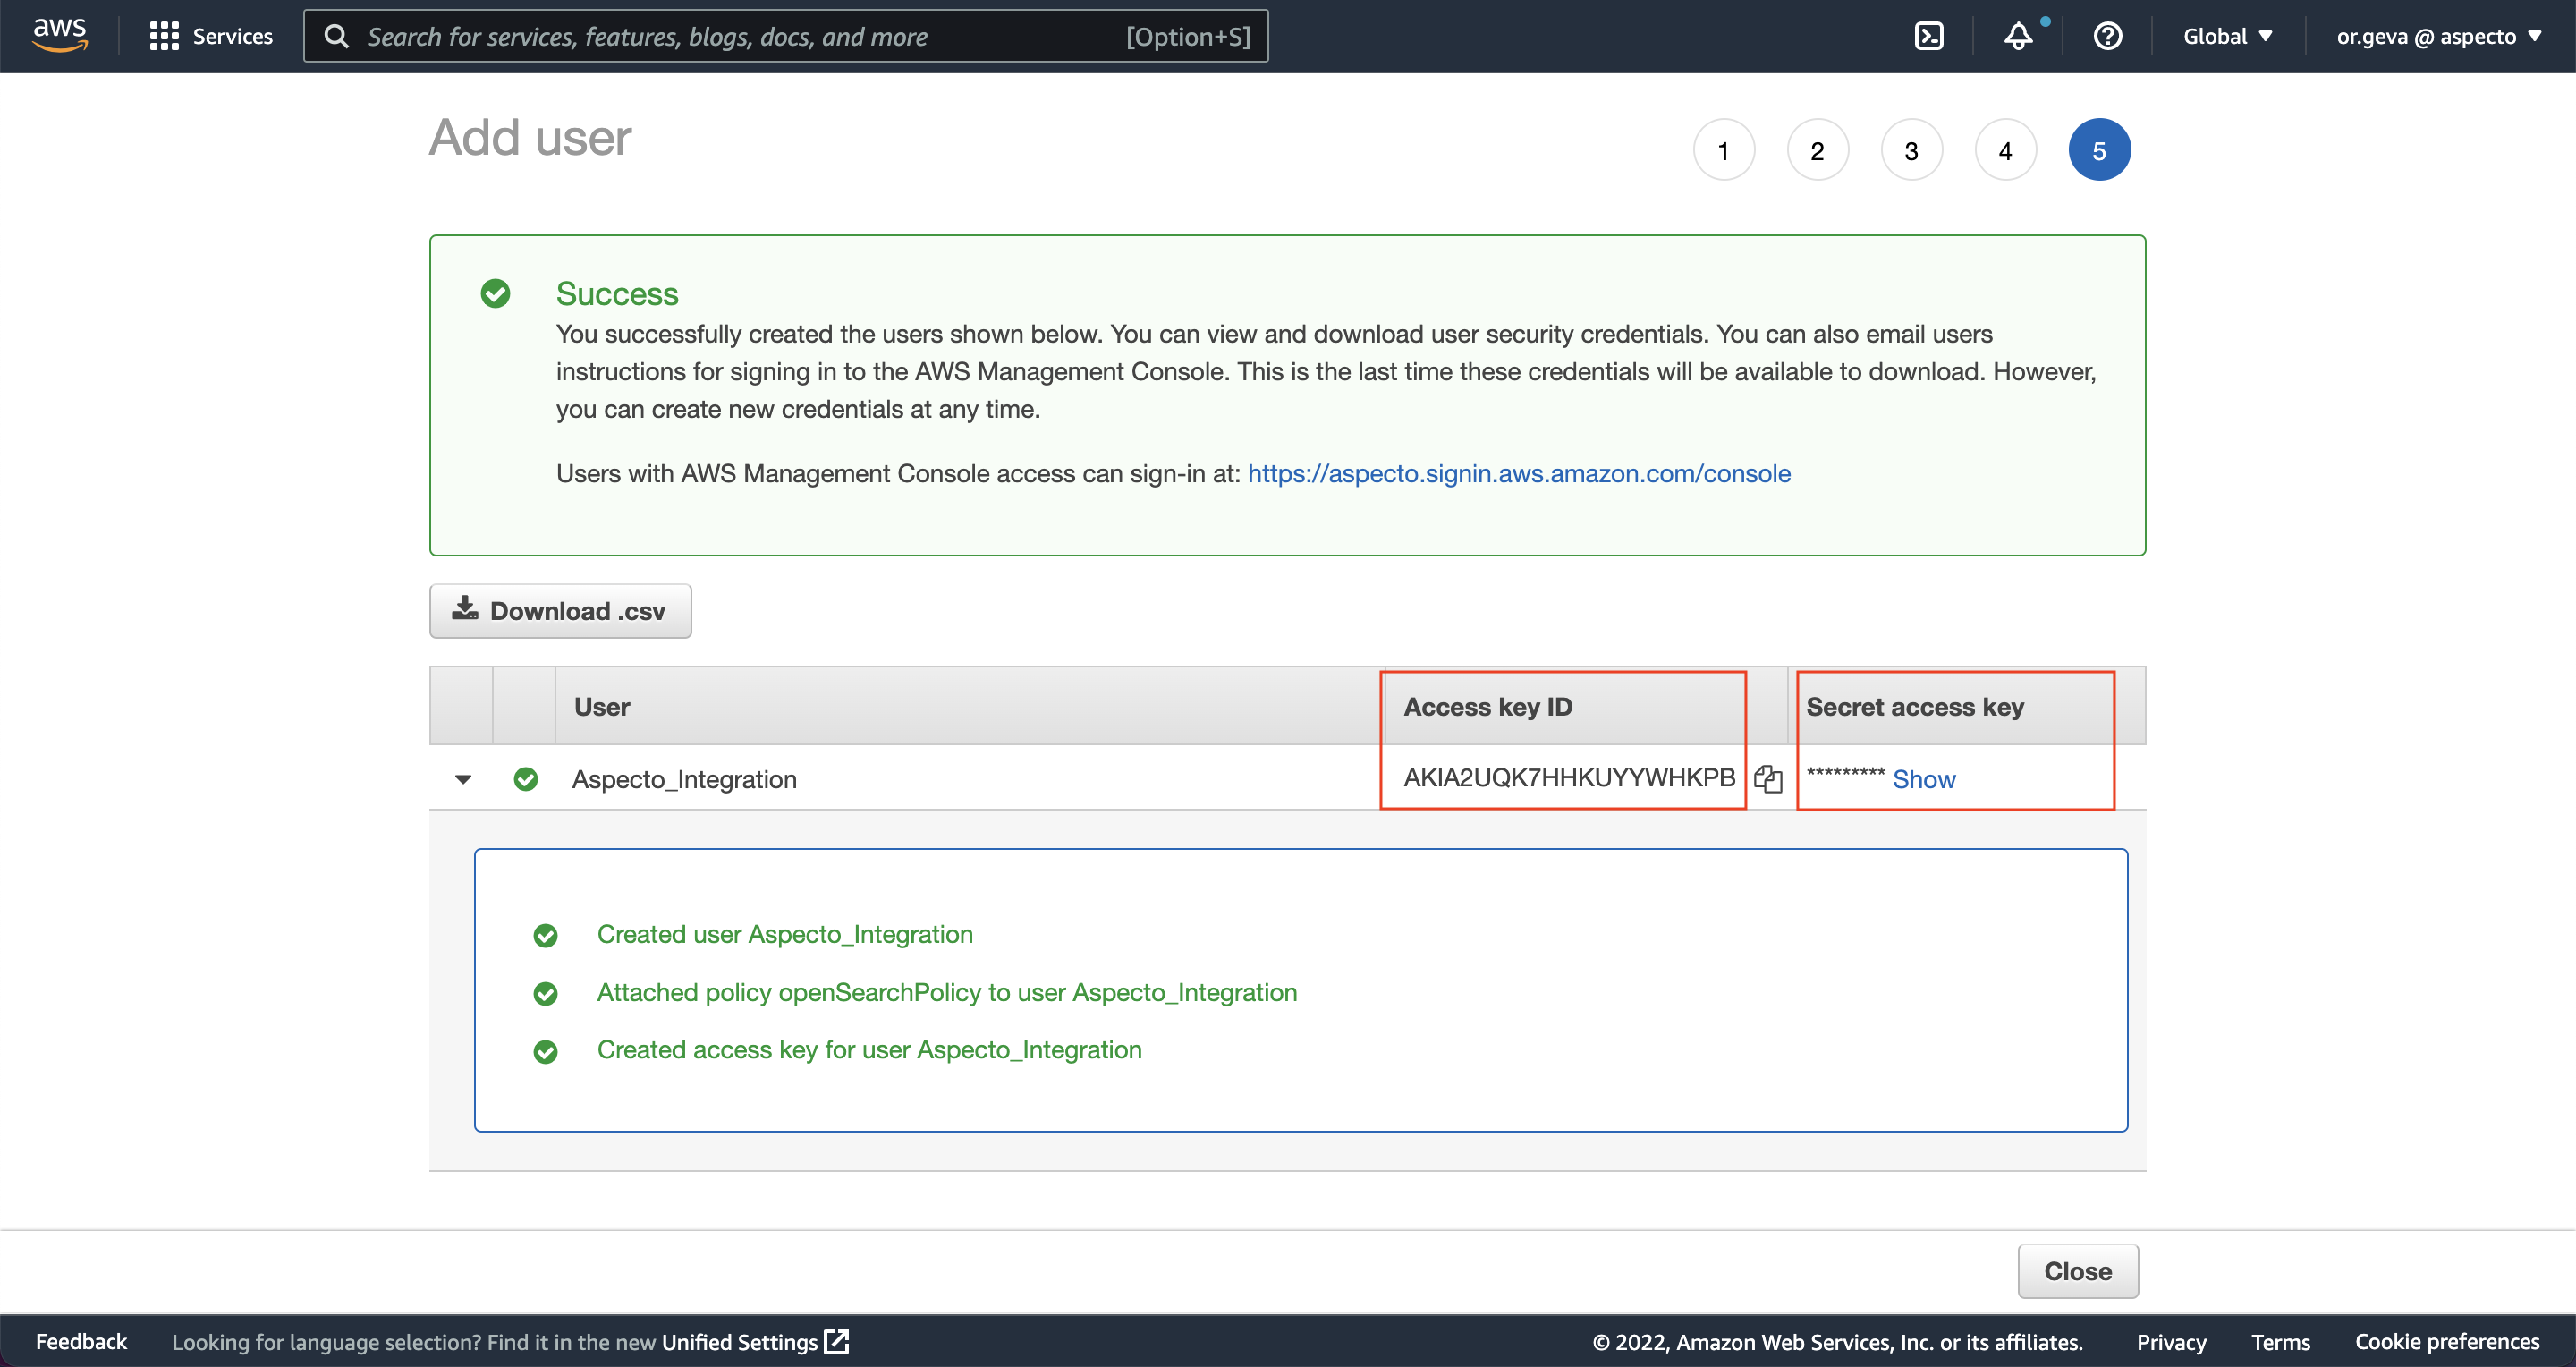 aws
Services
Search for services, features, blogs, docs, and more [Option+S]
Global
or.geva @ aspecto
Add user
1 2 3 4 5
Success
You successfully created the users shown below. You can view and download user security credentials. You can also email users
instructions for signing in to the AWS Management Console. This is the last time these credentials will be available to download. However,
you can create new credentials at any time.
Users with AWS Management Console access can sign-in at: https://aspecto.signin.aws.amazon.com/console
Download .csv
User Access key ID Secret access key
Aspecto_Integration AKIA2UQK7HHKUYYWHKPB ********* Show
Created user Aspecto_Integration
Attached policy openSearchPolicy to user Aspecto_Integration
Created access key for user Aspecto_Integration
Close
Feedback Looking for language selection? Find it in the new Unified Settings © 2022, Amazon Web Services, Inc. or its affiliates. Privacy Terms Cookie preferences